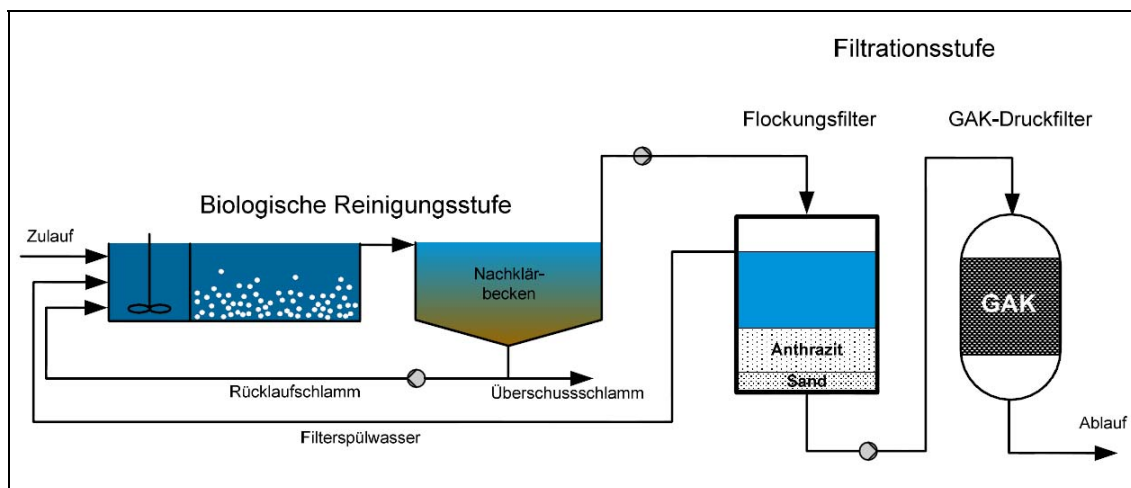 Filtrationsstufe
Flockungsfilter
GAK-Druckfilter
Biologische Reinigungsstufe
Zulauf
Nachklär-
becken
GAK
Anthrazit
Sand
Rücklaufschlamm
Überschussschlamm
Filterspülwasser
Ablauf